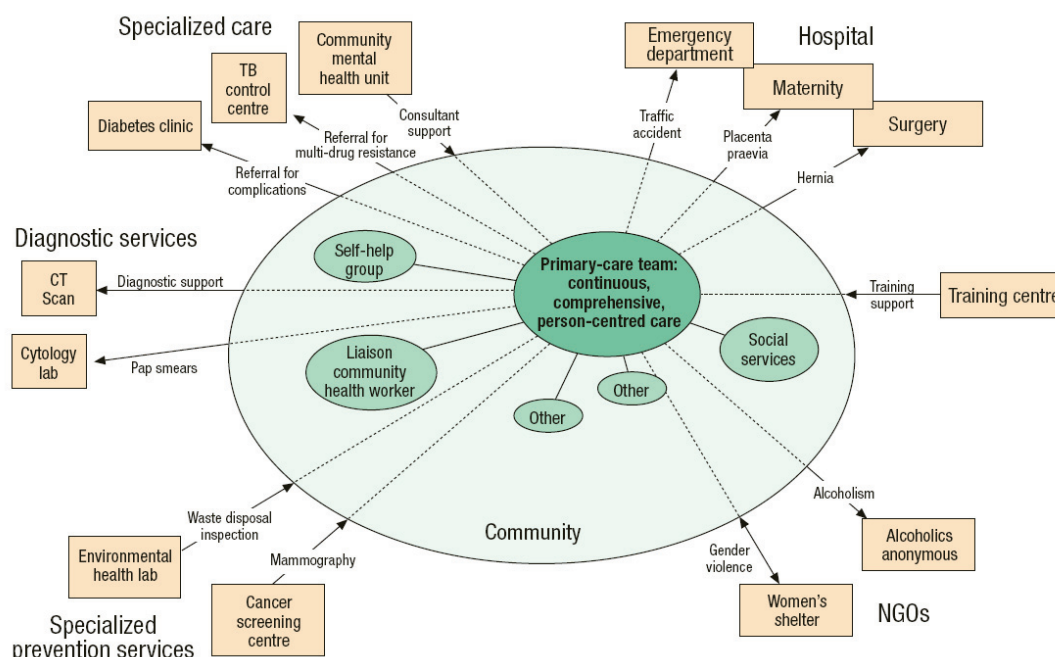 Specialized care
Community
mental
health unit
TB
control
centre
Diabetes clinic
Consultant
support
Referral for
multi-drug resistance
Referral for
complications
Emergency
department
Hospital
Maternity
Surgery
Traffic
accident
Placenta
praevia
Hernia
Diagnostic services
CT
Scan
Diagnostic support
Cytology
lab
Pap smears
Self-help
group
Primary-care team:
continuous,
comprehensive,
person-centred care
Training
support
Training centre
Liaison
community
health worker
Social
services
Other
Other
Community
Waste disposal
inspection
Environmental
health lab
Mammography
Cancer
screening
centre
Specialized
prevention services
Alcoholism
Alcoholics
anonymous
Gender
violence
Women's
shelter
NGOs